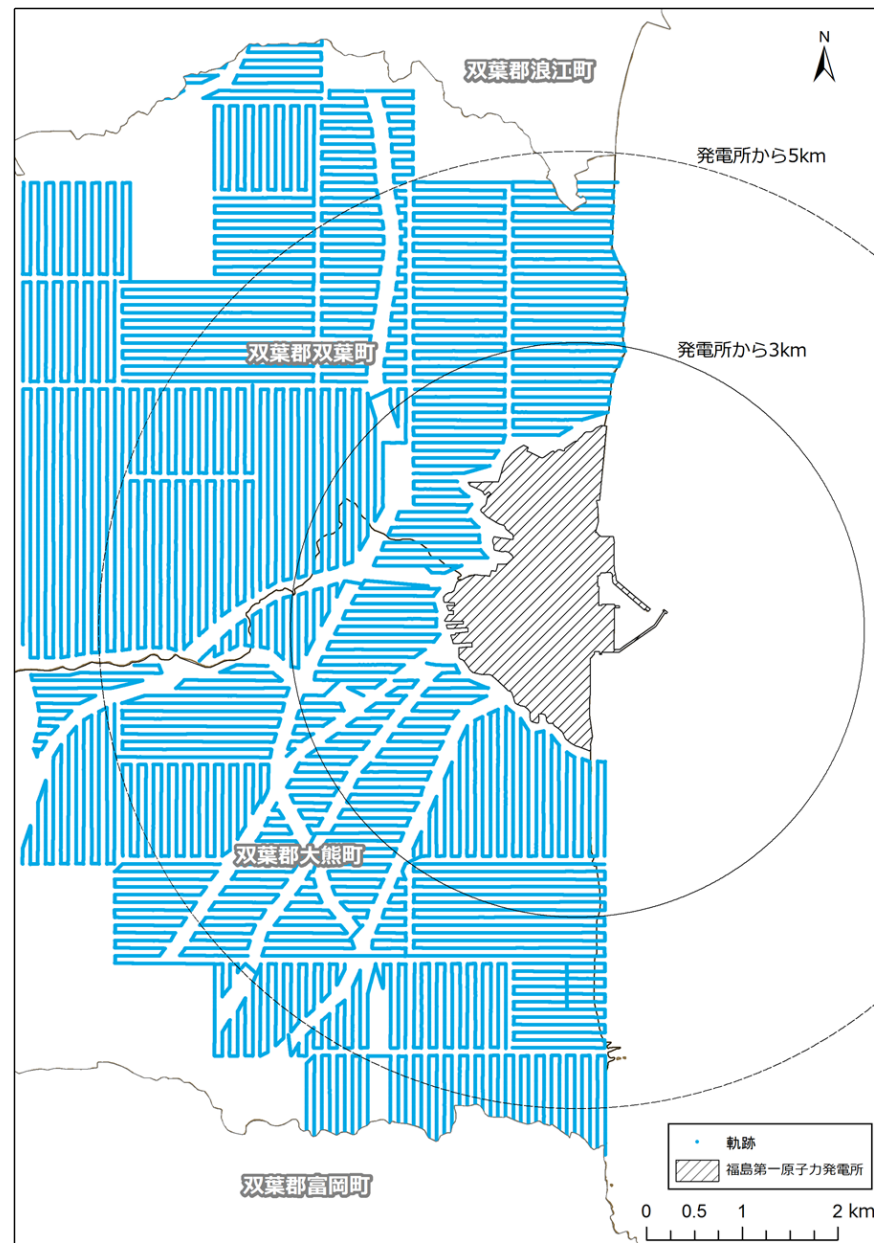 双葉郡浪江町
N
発電所から5km
発電所から3km
双葉郡双葉町
双葉郡大熊町
双葉郡富岡町
軌跡
福島第一原子力発電所
0 0.5 1 2 km